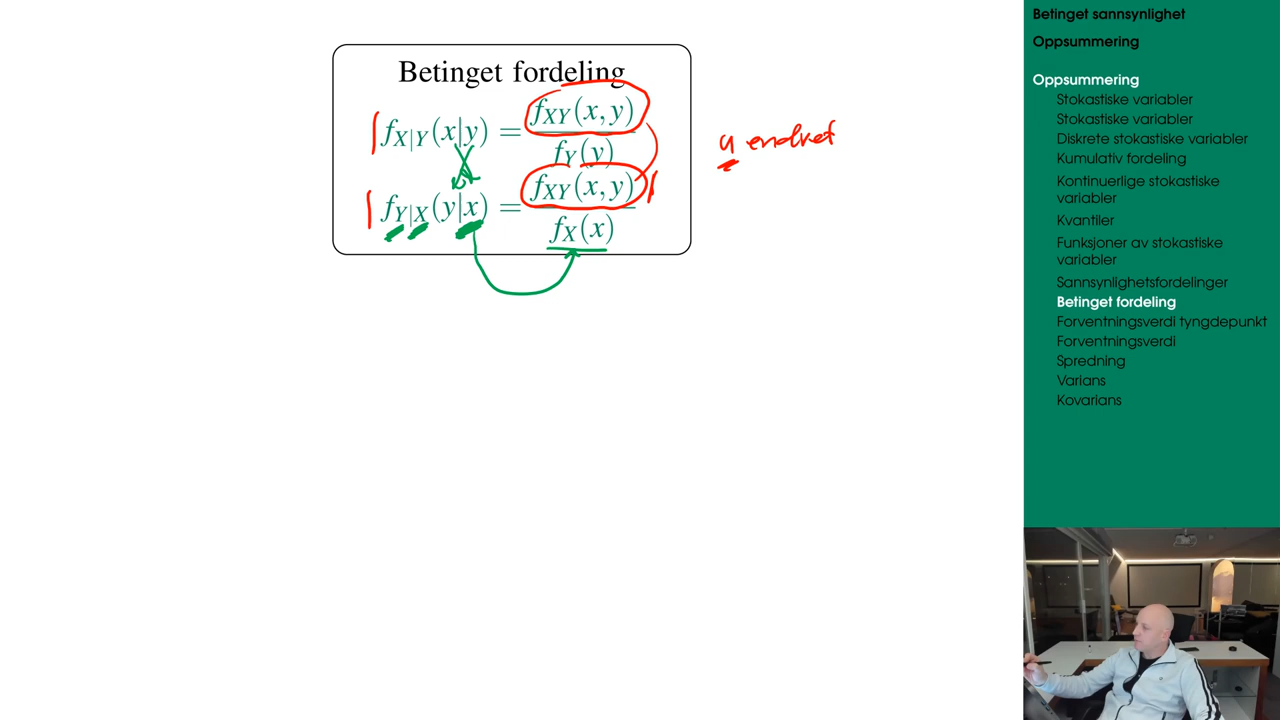 Betinget fordeling
f_{X|Y}(x|y) = f_{XY}(x, y) / f_Y(y)
f_{Y|X}(y|x) = f_{XY}(x, y) / f_X(x)
endret
Betinget sannsynlighet
Oppsummering
Oppsummering
Stokastiske variabler
Stokastiske variabler
Diskrete stokastiske variabler
Kumulativ fordeling
Kontinuerlige stokastiske
variabler
Kvantiler
Funksjoner av stokastiske
variabler
Sannsynlighetsfordelinger
Betinget fordeling
Forventningsverdi tyngdepunkt
Forventningsverdi
Spredning
Varians
Kovarians